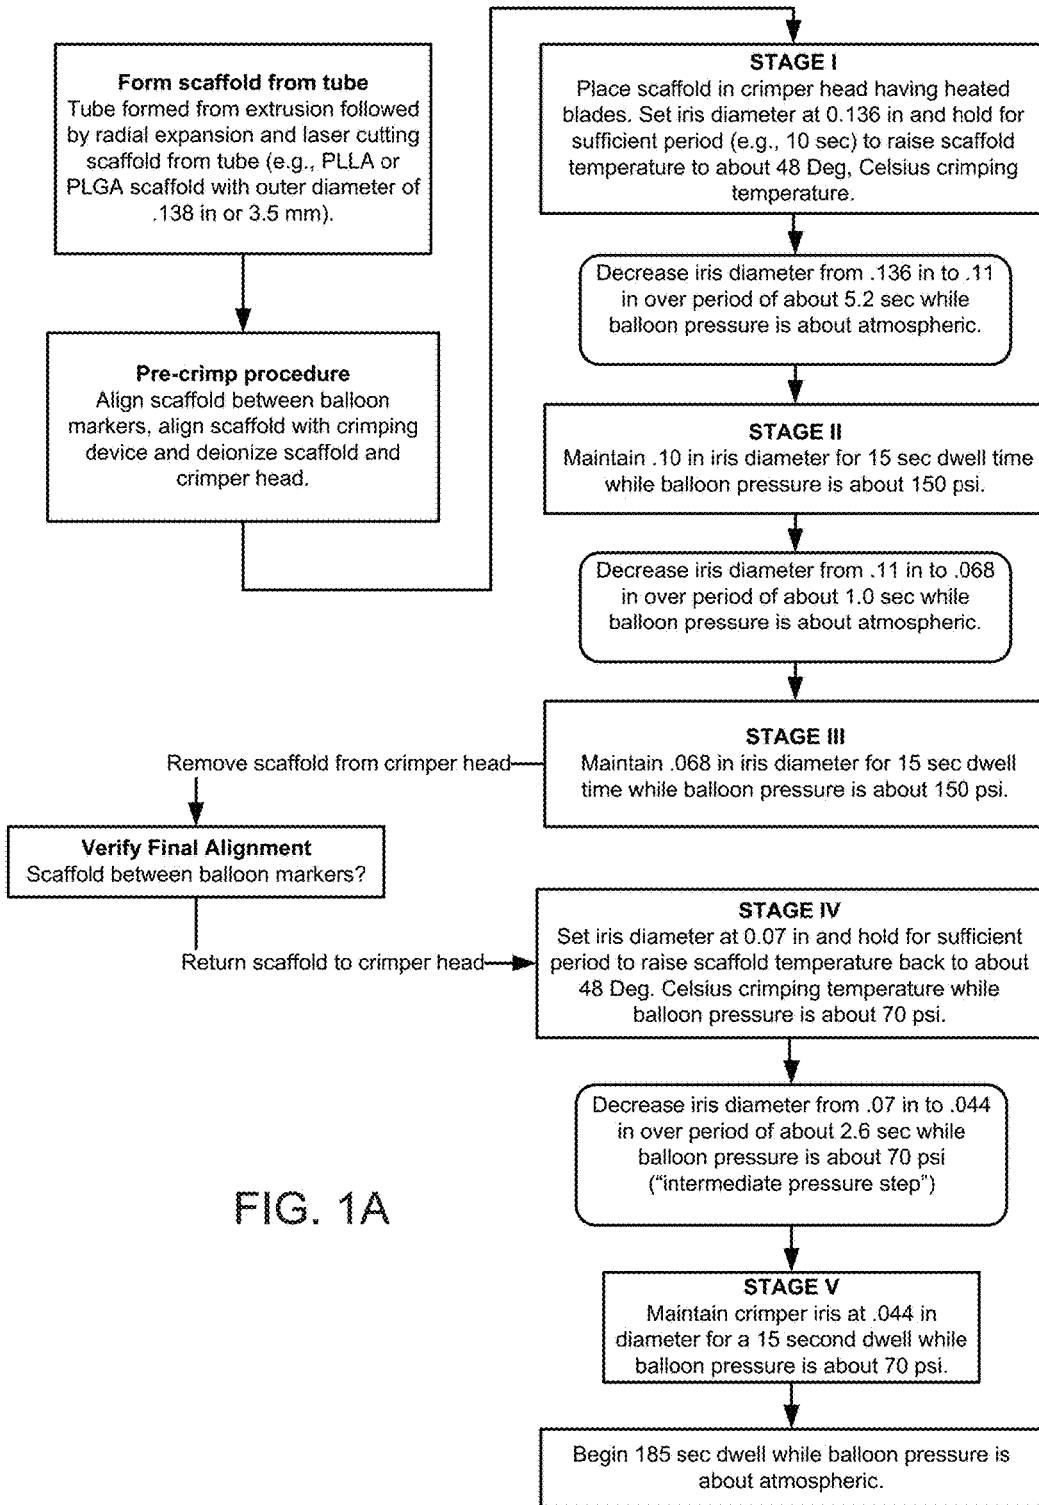 Form scaffold from tube
Tube formed from extrusion followed
by radial expansion and laser cutting
scaffold from tube (e.g., PLLA or
PLGA scaffold with outer diameter of
.138 in or 3.5 mm).
Pre-crimp procedure
Align scaffold between balloon
markers, align scaffold with crimping
device and deionize scaffold and
crimper head.
STAGE I
Place scaffold in crimper head having heated
blades. Set iris diameter at 0.136 in and hold for
sufficient period (e.g., 10 sec) to raise scaffold
temperature to about 48 Deg, Celsius crimping
temperature.
Decrease iris diameter from .136 in to .11
in over period of about 5.2 sec while
balloon pressure is about atmospheric.
STAGE II
Maintain .10 in iris diameter for 15 sec dwell time
while balloon pressure is about 150 psi.
Decrease iris diameter from .11 in to .068
in over period of about 1.0 sec while
balloon pressure is about atmospheric.
STAGE III
Maintain .068 in iris diameter for 15 sec dwell
time while balloon pressure is about 150 psi.
Remove scaffold from crimper head
Verify Final Alignment
Scaffold between balloon markers?
Return scaffold to crimper head
STAGE IV
Set iris diameter at 0.07 in and hold for sufficient
period to raise scaffold temperature back to about
48 Deg. Celsius crimping temperature while
balloon pressure is about 70 psi.
Decrease iris diameter from .07 in to .044
in over period of about 2.6 sec while
balloon pressure is about 70 psi
("intermediate pressure step")
STAGE V
Maintain crimper iris at .044 in
diameter for a 15 second dwell while
balloon pressure is about 70 psi.
Begin 185 sec dwell while balloon pressure is
about atmospheric.
FIG. 1A